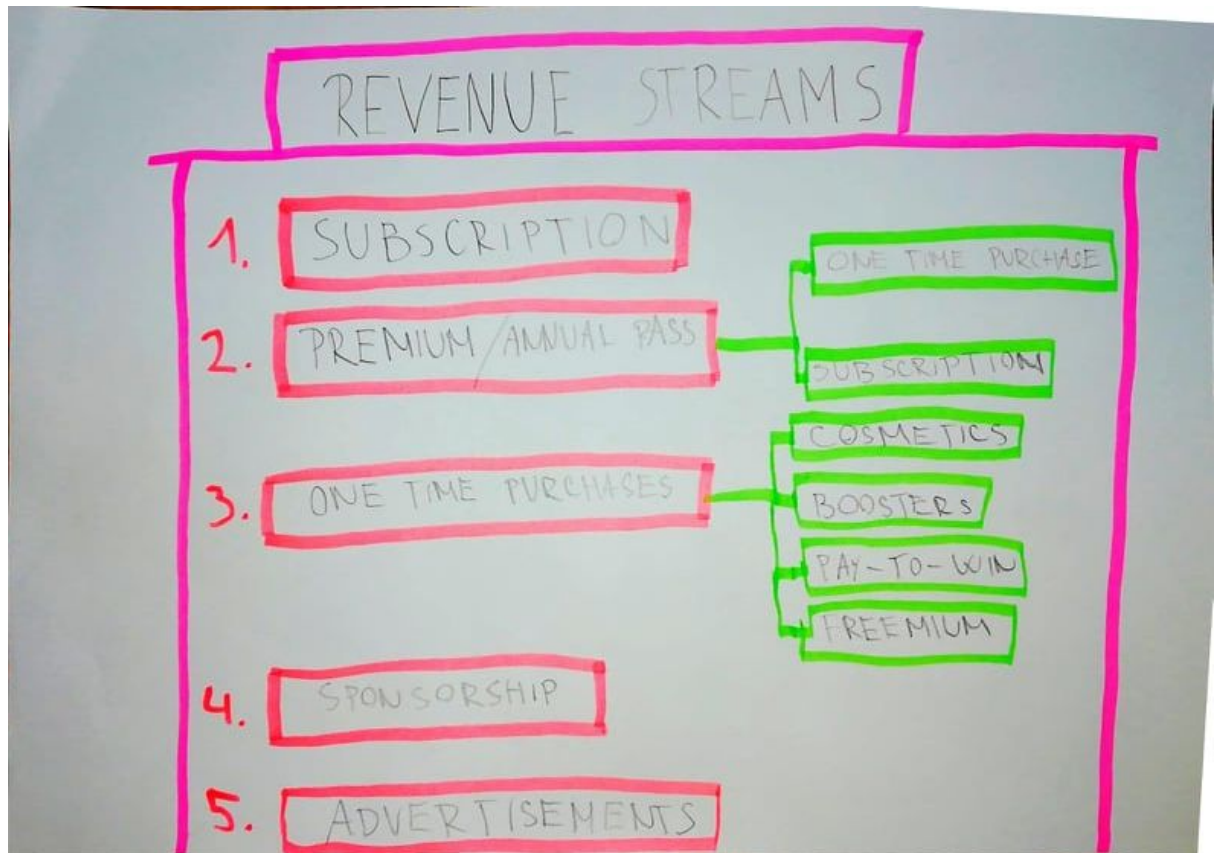 REVENUE STREAMS
1. SUBSCRIPTION
2. PREMIUM/ANNUAL PASS
ONE TIME PURCHASE
SUBSCRIPTION
3. ONE TIME PURCHASES
COSMETICS
BOOSTERS
PAY-TO-WIN
FREEMIUM
4. SPONSORSHIP
5. ADVERTISEMENTS